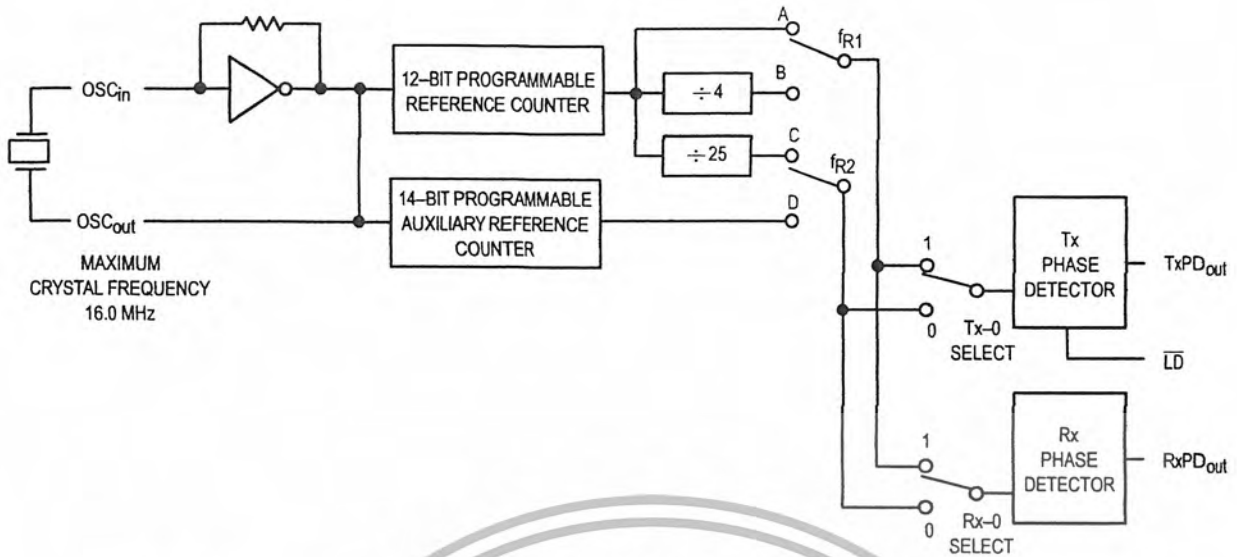 A
fR1
OSCin
12–BIT PROGRAMMABLE
REFERENCE COUNTER
÷ 4
B
÷ 25
C
fR2
OSCout
14–BIT PROGRAMMABLE
AUXILIARY REFERENCE
COUNTER
D
MAXIMUM
CRYSTAL FREQUENCY
16.0 MHz
1
0
Tx–0
SELECT
Tx
PHASE
DETECTOR
TxPDout
LD
1
0
Rx–0
SELECT
Rx
PHASE
DETECTOR
RxPDout